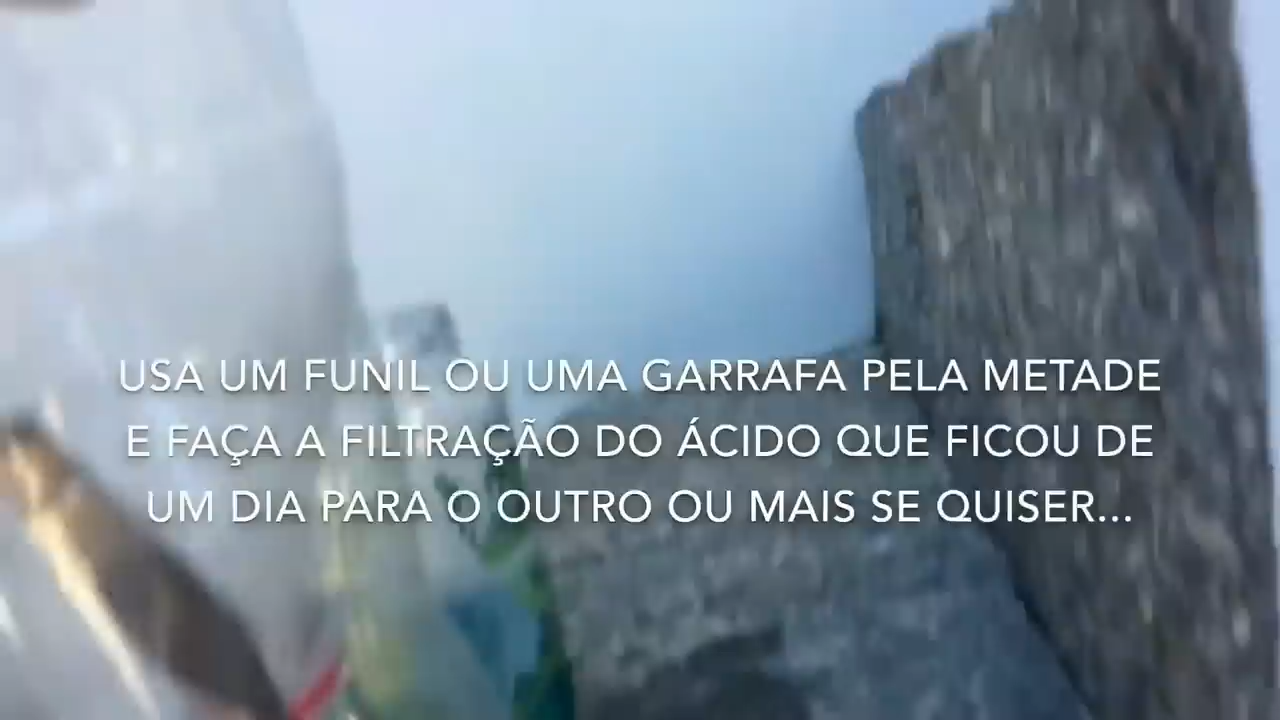 USA UM FUNIL OU UMA GARRAFA PELA METADE
E FAÇA A FILTRAÇÃO DO ÁCIDO QUE FICOU DE
UM DIA PARA O OUTRO OU MAIS SE QUISER...